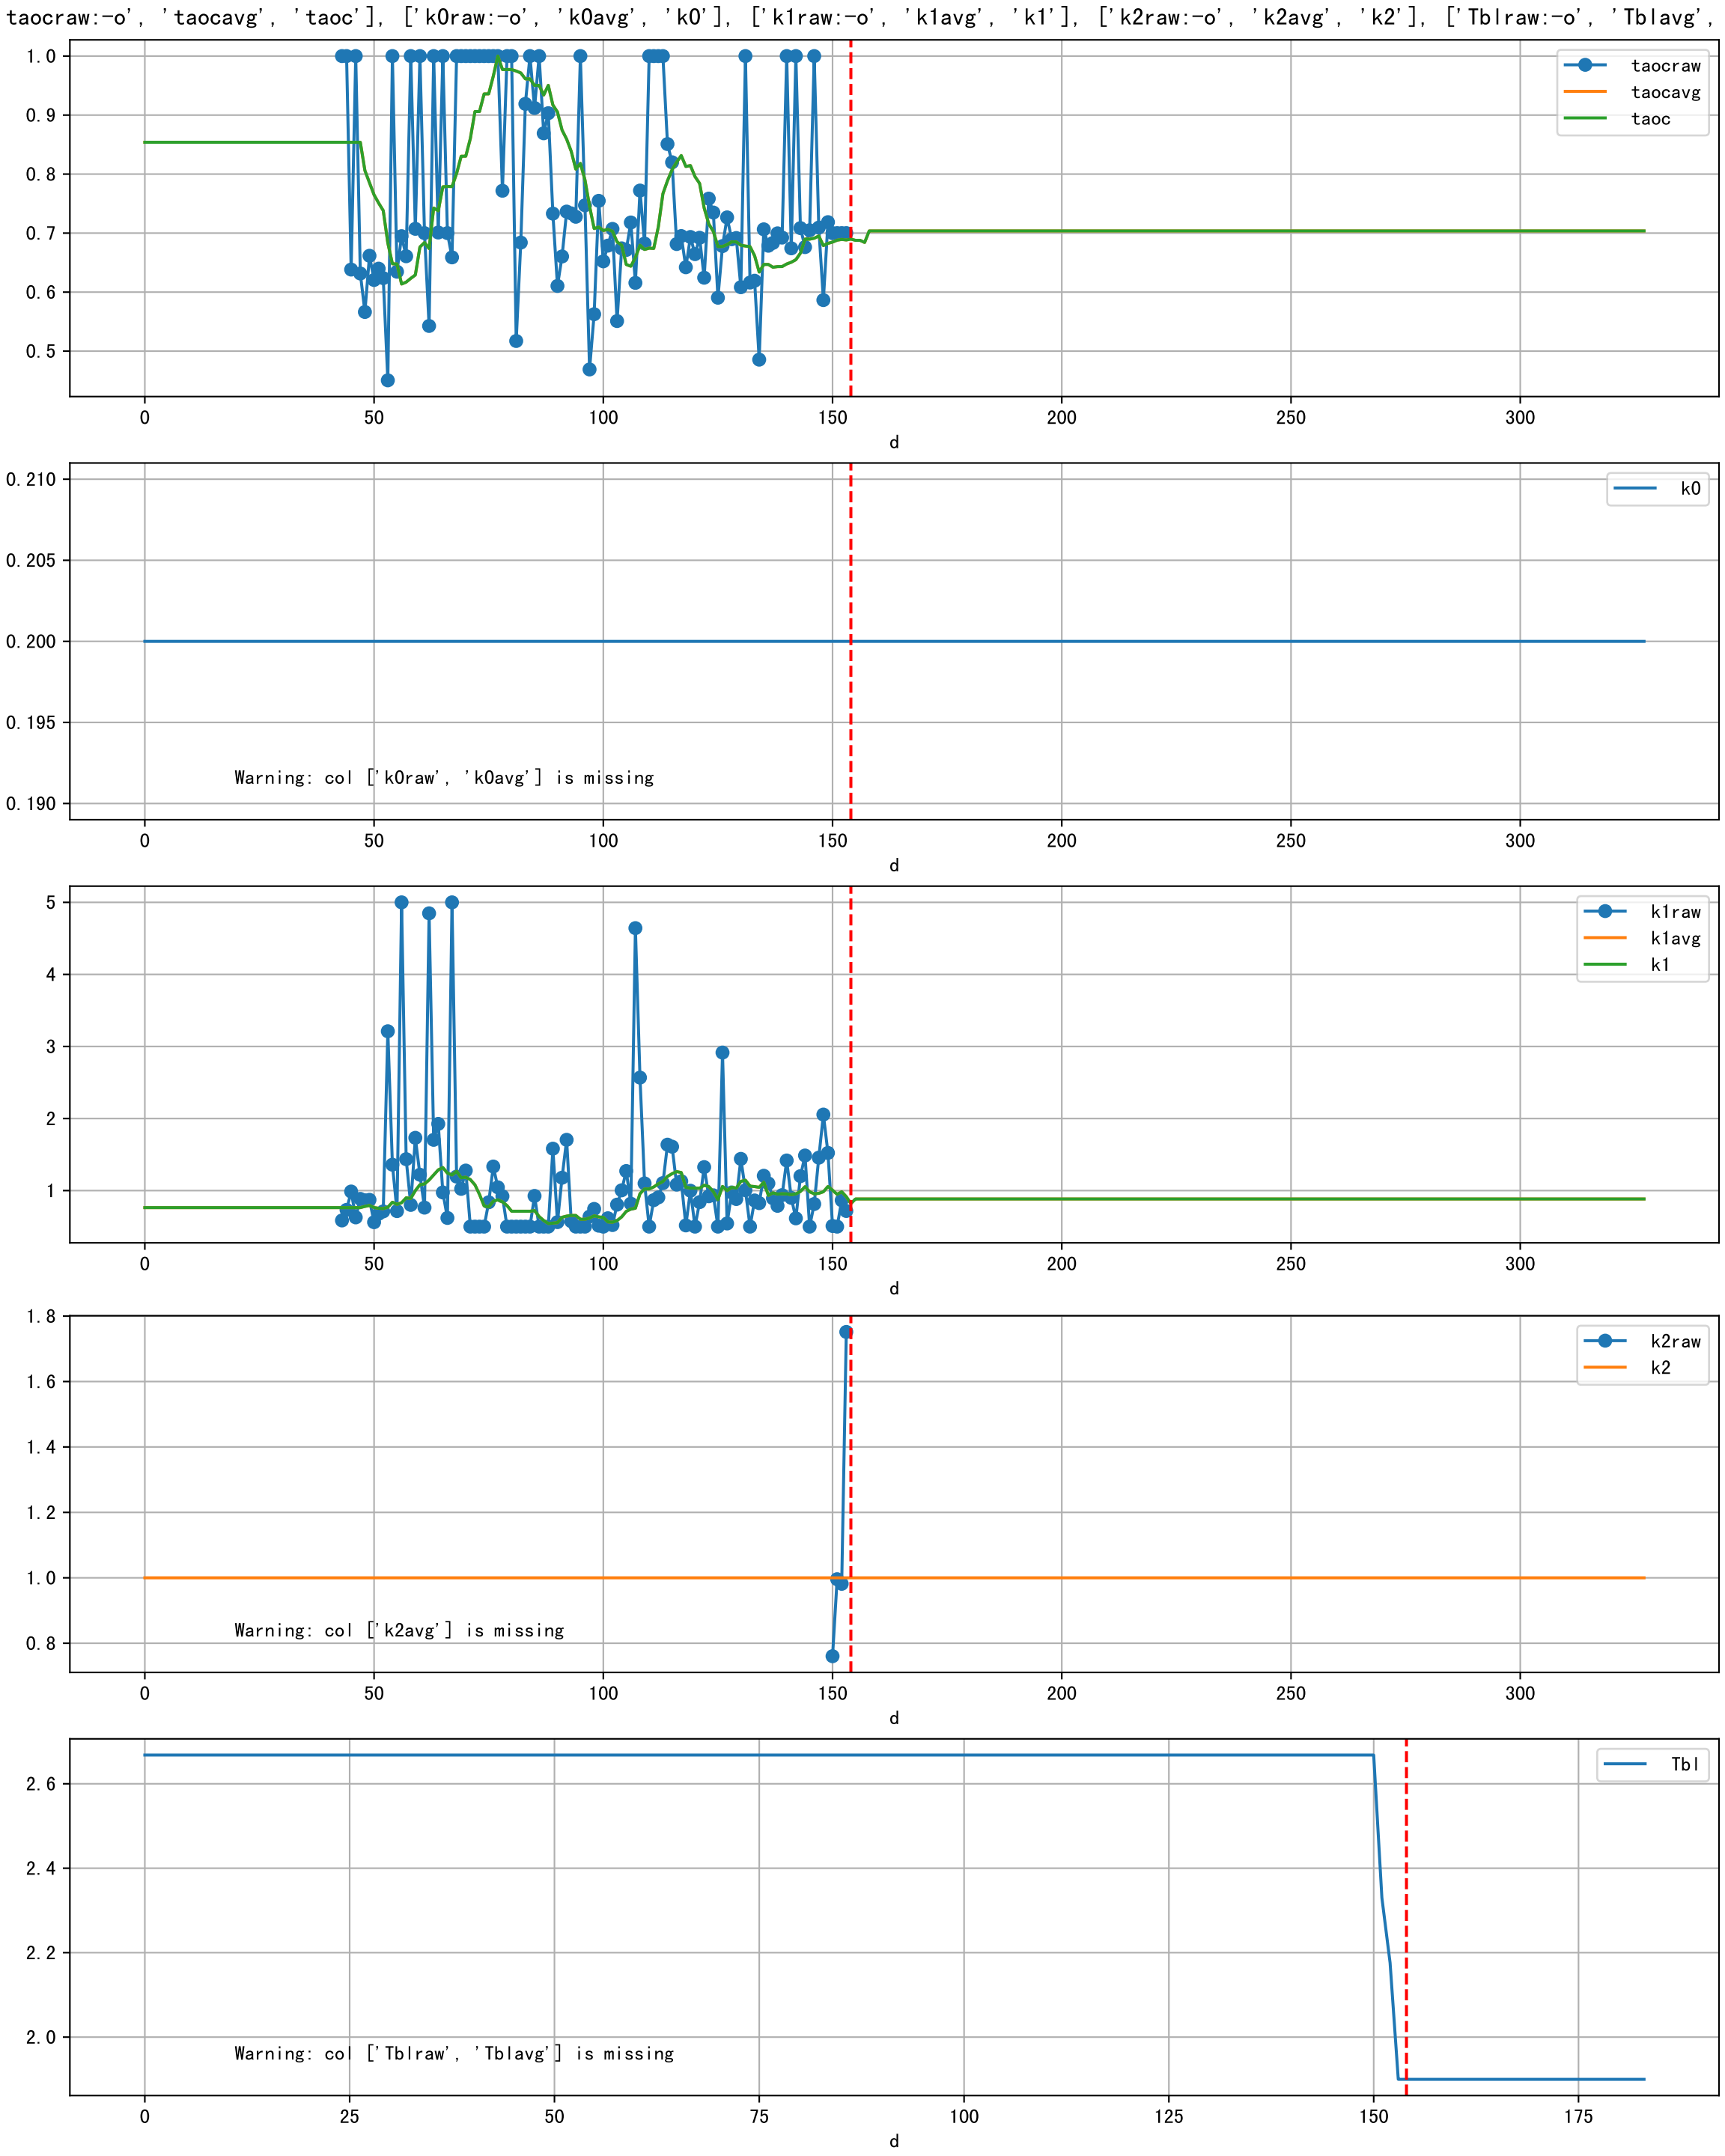 taocraw:-o', 'taocavg', 'taoc'], ['k0raw:-o', 'k0avg', 'k0'], ['k1raw:-o', 'k1avg', 'k1'], ['k2raw:-o', 'k2avg', 'k2'], ['Tblraw:-o', 'Tblavg',
1.0
0.9
0.8
0.7
0.6
0.5
taocraw
taocavg
taoc
0 50 100 150 200 250 300
d
0.210
0.205
0.200
0.195
0.190
k0
Warning: col ['k0raw', 'k0avg'] is missing
0 50 100 150 200 250 300
d
5
4
3
2
1
k1raw
k1avg
k1
0 50 100 150 200 250 300
d
1.8
1.6
1.4
1.2
1.0
0.8
k2raw
k2
Warning: col ['k2avg'] is missing
0 50 100 150 200 250 300
d
2.6
2.4
2.2
2.0
Tbl
Warning: col ['Tblraw', 'Tblavg'] is missing
0 25 50 75 100 125 150 175
d